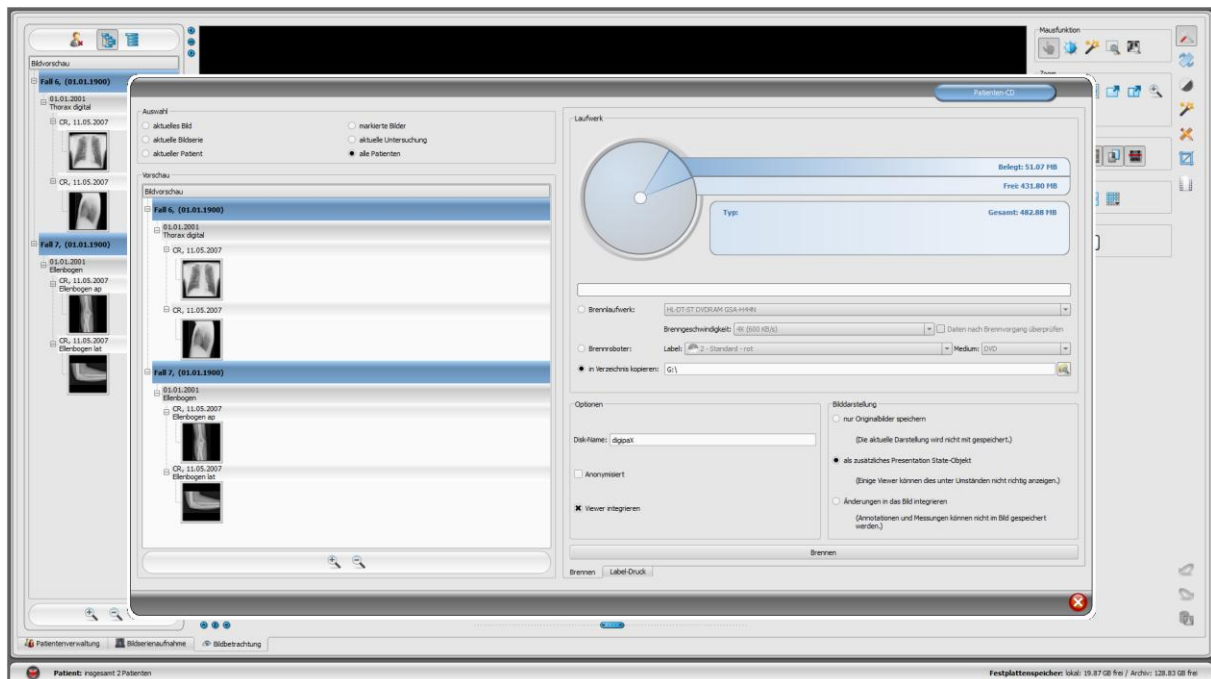 Bildvorschau
Fall 6, (01.01.1900)
01.01.2001
Thorax digital
CR, 11.05.2007
CR, 11.05.2007
Fall 7, (01.01.1900)
01.01.2001
Ellenbogen
CR, 11.05.2007
Ellenbogen ap
CR, 11.05.2007
Ellenbogen lat
Mausfunktion
Zoom
Patienten-CD
Auswahl
aktuelles Bild
markierte Bilder
aktuelle Bildserie
aktuelle Untersuchung
aktueller Patient
alle Patienten
Vorschau
Bildvorschau
Fall 6, (01.01.1900)
01.01.2001
Thorax digital
CR, 11.05.2007
CR, 11.05.2007
Fall 7, (01.01.1900)
01.01.2001
Ellenbogen
CR, 11.05.2007
Ellenbogen ap
CR, 11.05.2007
Ellenbogen lat
Laufwerk
Belegt: 51.07 MB
Frei: 431.80 MB
Typ:
Gesamt: 482.88 MB
Brennlaufwerk:
HL-DT-ST DVDRAM GSA-H44N
Brenngeschwindigkeit:
4X (600 KB/s)
Daten nach Brennvorgang überprüfen
Brennroboter:
Label:
2 - Standard - rot
Medium:
DVD
in Verzeichnis kopieren:
G:\
Optionen
Disk-Name:
digipaX
Anonymisiert
Viewer integrieren
Bilddarstellung
nur Originalbilder speichern
(Die aktuelle Darstellung wird nicht mit gespeichert.)
als zusätzliches Presentation State-Objekt
(Einige Viewer können dies unter Umständen nicht richtig anzeigen.)
Änderungen in das Bild integrieren
(Annotationen und Messungen können nicht im Bild gespeichert
werden.)
Brennen
Brennen
Label-Druck
Patientenverwaltung
Bildserienaufnahme
Bildbetrachtung
Patient: insgesamt 2 Patienten
Festplattenspeicher: lokal: 19.87 GB frei / Archiv: 128.83 GB frei